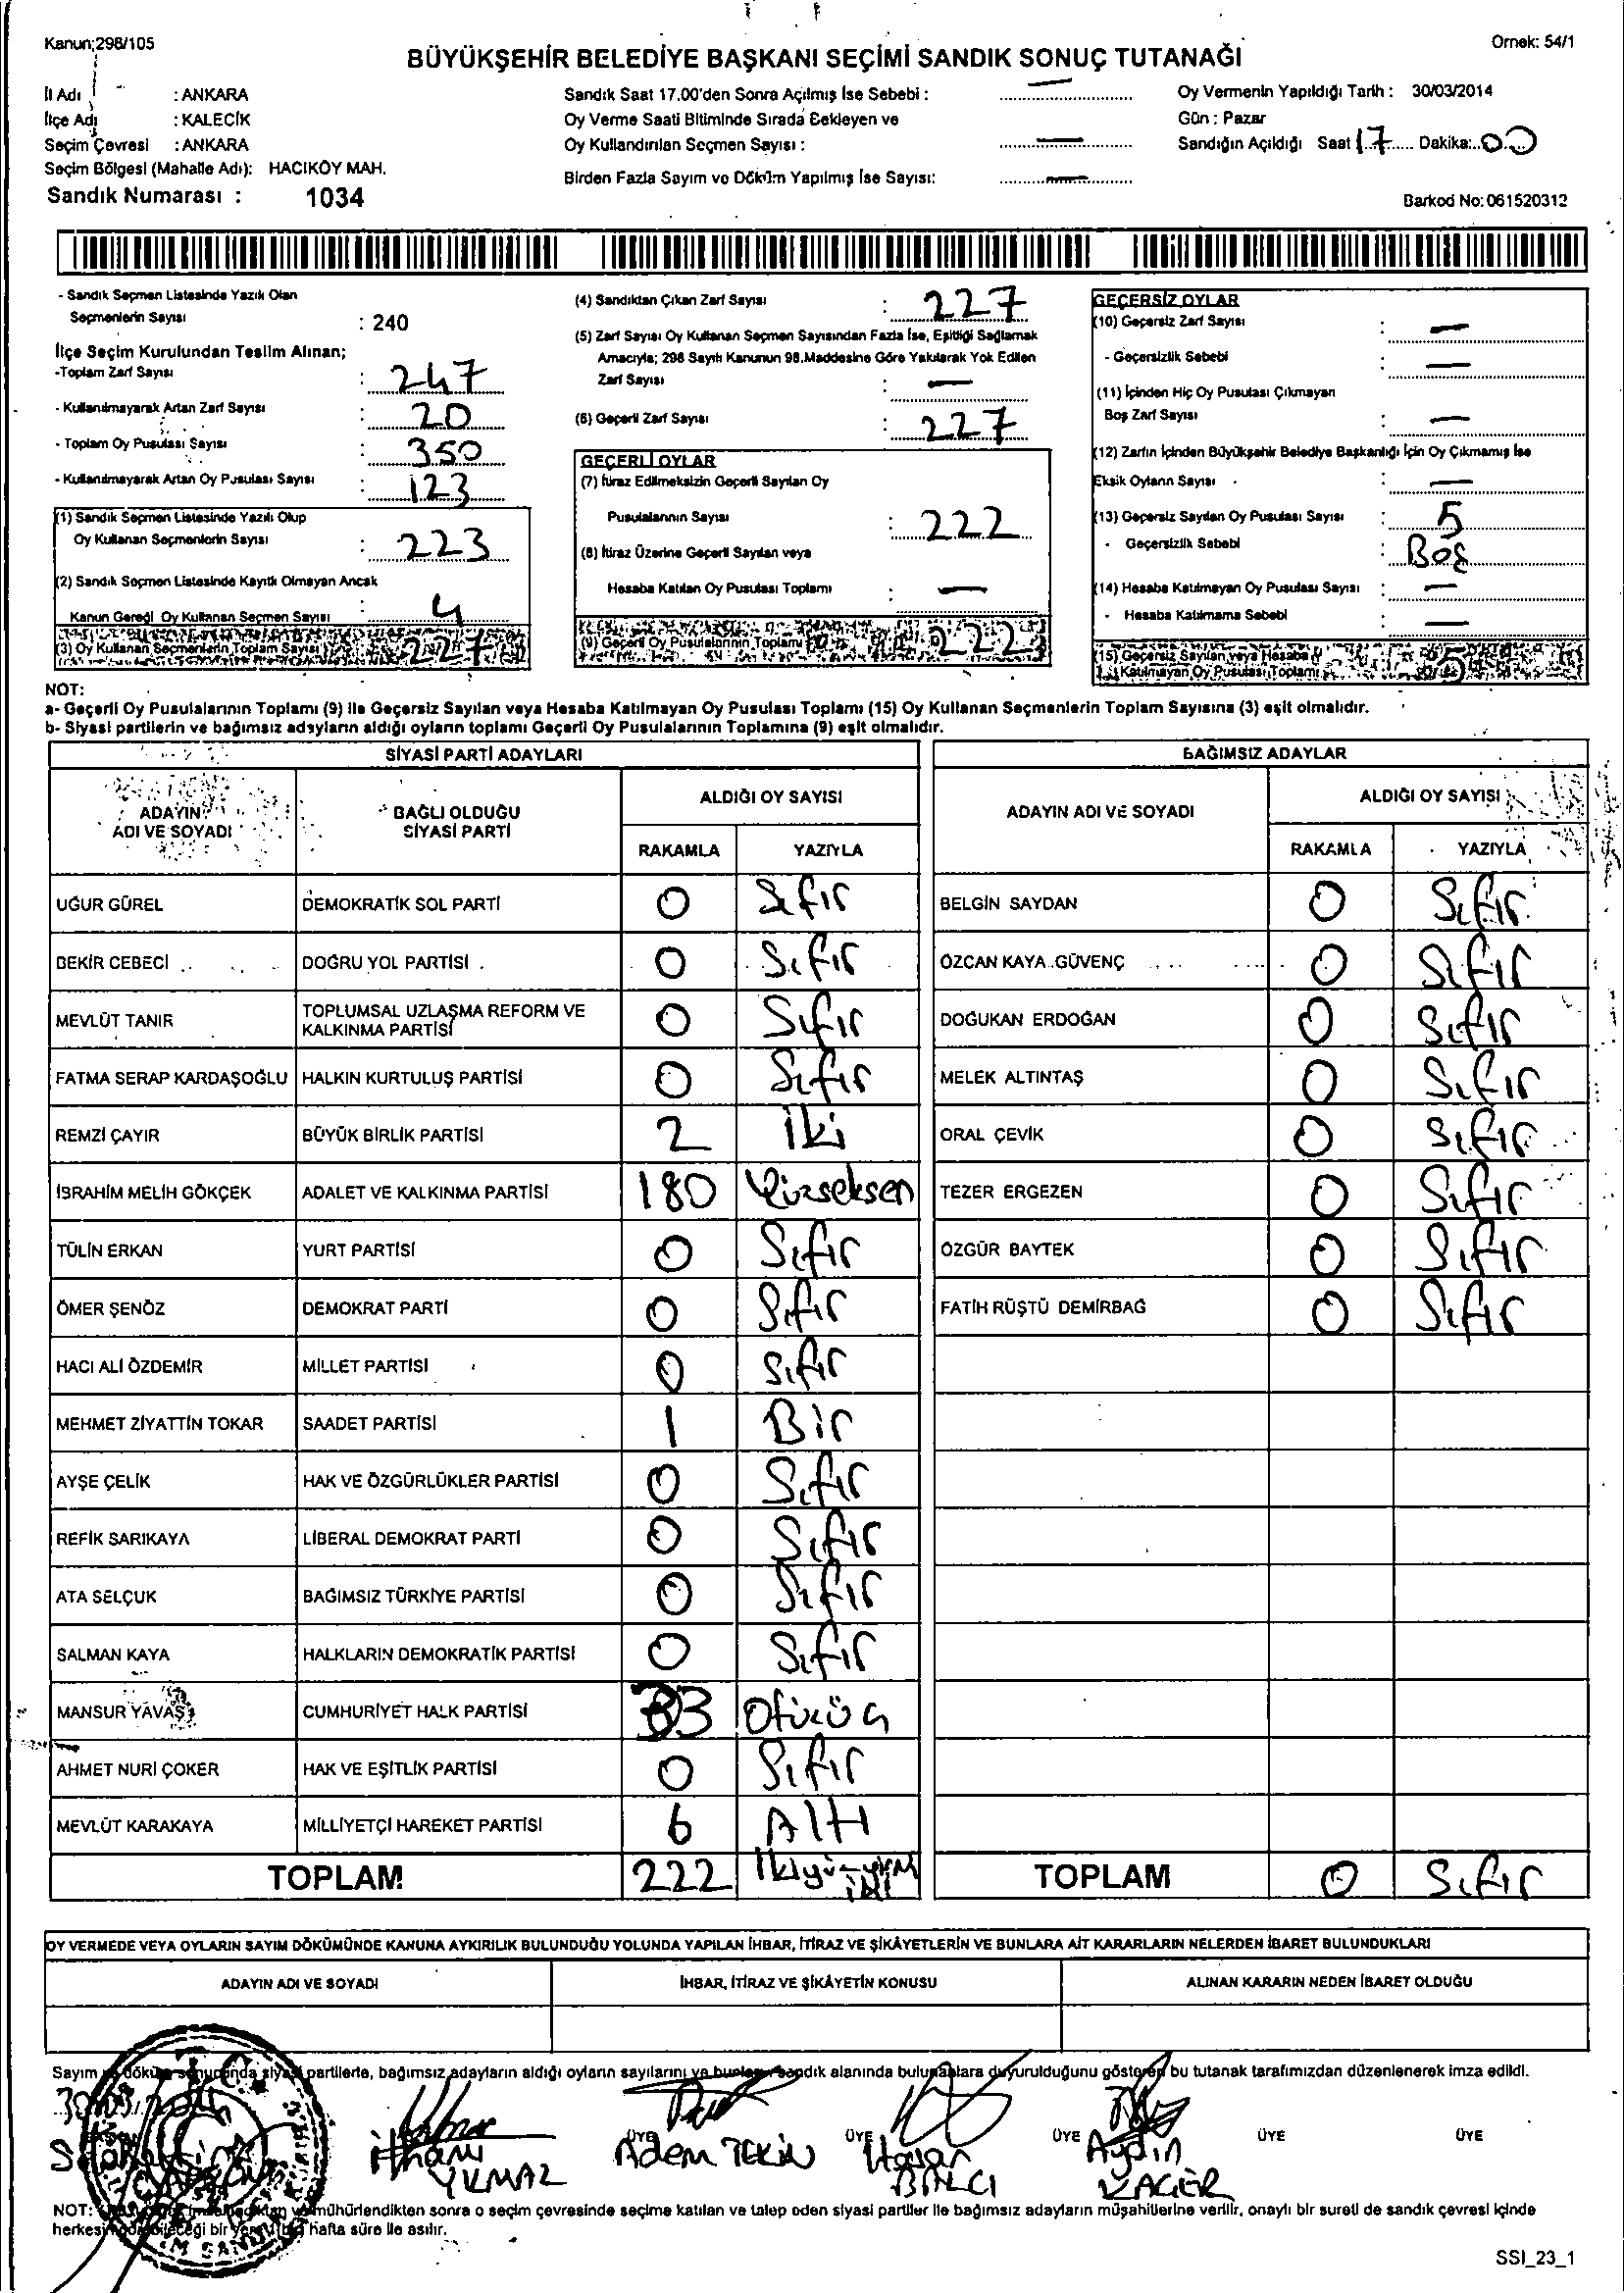 Kanun;298/105
Örnek: 54/1
BÜYÜKŞEHİR BELEDİYE BAŞKANI SEÇİMİ SANDIK SONUÇ TUTANAĞI
İl Adı : ANKARA
İlçe Adı : KALECİK
Seçim Çevresi : ANKARA
Seçim Bölgesi (Mahalle Adı): HACIKÖY MAH.
Sandık Numarası : 1034
Sandık Saat 17.00'den Sonra Açılmış İse Sebebi : —
Oy Verme Saati Bitiminde Sırada Bekleyen ve
Oy Kullandırılan Seçmen Sayısı : —
Birden Fazla Sayım ve Döküm Yapılmış İse Sayısı: —
Oy Vermenin Yapıldığı Tarih : 30/03/2014
Gün : Pazar
Sandığın Açıldığı Saat 17 Dakika: 00
Barkod No: 061520312
- Sandık Seçmen Listesinde Yazılı Olan
Seçmenlerin Sayısı : 240
İlçe Seçim Kurulundan Teslim Alınan;
-Toplam Zarf Sayısı : 247
- Kullanılmayarak Artan Zarf Sayısı : 20
- Toplam Oy Pusulası Sayısı : 350
- Kullanılmayarak Artan Oy Pusulası Sayısı : 123
(1) Sandık Seçmen Listesinde Yazılı Olup
Oy Kullanan Seçmenlerin Sayısı : 223
(2) Sandık Seçmen Listesinde Kayıtlı Olmayan Ancak
Kanun Gereği Oy Kullanan Seçmen Sayısı : 4
(3) Oy Kullanan Seçmenlerin Toplam Sayısı 227
(4) Sandıktan Çıkan Zarf Sayısı : 227
(5) Zarf Sayısı Oy Kullanan Seçmen Sayısından Fazla İse, Eşitliği Sağlamak
Amacıyla; 298 Sayılı Kanunun 98.Maddesine Göre Yakılarak Yok Edilen
Zarf Sayısı : —
(6) Geçerli Zarf Sayısı : 227
GEÇERLİ OYLAR
(7) İtiraz Edilmeksizin Geçerli Sayılan Oy
Pusulalarının Sayısı : 222
(8) İtiraz Üzerine Geçerli Sayılan veya
Hesaba Katılan Oy Pusulası Toplamı : —
(9) Geçerli Oy Pusulalarının Toplamı 222
GEÇERSİZ OYLAR
(10) Geçersiz Zarf Sayısı : —
- Geçersizlik Sebebi : —
(11) İçinden Hiç Oy Pusulası Çıkmayan
Boş Zarf Sayısı : —
(12) Zarfın İçinden Büyükşehir Belediye Başkanlığı İçin Oy Çıkmamış İse
Eksik Oyların Sayısı : —
(13) Geçersiz Sayılan Oy Pusulası Sayısı : 5
- Geçersizlik Sebebi : Boş
(14) Hesaba Katılmayan Oy Pusulası Sayısı : —
- Hesaba Katılmama Sebebi : —
(15) Geçersiz Sayılan veya Hesaba
Katılmayan Oy Pusulası Toplamı 5
NOT:
a- Geçerli Oy Pusulalarının Toplamı (9) ile Geçersiz Sayılan veya Hesaba Katılmayan Oy Pusulası Toplamı (15) Oy Kullanan Seçmenlerin Toplam Sayısına (3) eşit olmalıdır.
b- Siyasi partilerin ve bağımsız adayların aldığı oyların toplamı Geçerli Oy Pusulalarının Toplamına (9) eşit olmalıdır.
SİYASİ PARTİ ADAYLARI
ADAYIN ADI VE SOYADI BAĞLI OLDUĞU SİYASİ PARTİ ALDIĞI OY SAYISI
RAKAMLA YAZIYLA
UĞUR GÜREL DEMOKRATİK SOL PARTİ 0 Sıfır
BEKİR CEBECİ DOĞRU YOL PARTİSİ 0 Sıfır
MEVLÜT TANIR TOPLUMSAL UZLAŞMA REFORM VE KALKINMA PARTİSİ 0 Sıfır
FATMA SERAP KARDAŞOĞLU HALKIN KURTULUŞ PARTİSİ 0 Sıfır
REMZİ ÇAYIR BÜYÜK BİRLİK PARTİSİ 2 İki
İBRAHİM MELİH GÖKÇEK ADALET VE KALKINMA PARTİSİ 180 Yüzseksen
TÜLİN ERKAN YURT PARTİSİ 0 Sıfır
ÖMER ŞENÖZ DEMOKRAT PARTİ 0 Sıfır
HACI ALİ ÖZDEMİR MİLLET PARTİSİ 0 Sıfır
MEHMET ZİYATTİN TOKAR SAADET PARTİSİ 1 Bir
AYŞE ÇELİK HAK VE ÖZGÜRLÜKLER PARTİSİ 0 Sıfır
REFİK SARIKAYA LİBERAL DEMOKRAT PARTİ 0 Sıfır
ATA SELÇUK BAĞIMSIZ TÜRKİYE PARTİSİ 0 Sıfır
SALMAN KAYA HALKLARIN DEMOKRATİK PARTİSİ 0 Sıfır
MANSUR YAVAŞ CUMHURİYET HALK PARTİSİ 33 Otuzüç
AHMET NURİ ÇOKER HAK VE EŞİTLİK PARTİSİ 0 Sıfır
MEVLÜT KARAKAYA MİLLİYETÇİ HAREKET PARTİSİ 6 Altı
TOPLAM 222 İkiyüzyirmi iki
BAĞIMSIZ ADAYLAR
ADAYIN ADI VE SOYADI ALDIĞI OY SAYISI
RAKAMLA YAZIYLA
BELGİN SAYDAN 0 Sıfır
ÖZCAN KAYA GÜVENÇ 0 Sıfır
DOĞUKAN ERDOĞAN 0 Sıfır
MELEK ALTINTAŞ 0 Sıfır
ORAL ÇEVİK 0 Sıfır
TEZER ERGEZEN 0 Sıfır
ÖZGÜR BAYTEK 0 Sıfır
FATİH RÜŞTÜ DEMİRBAĞ 0 Sıfır
TOPLAM 0 Sıfır
OY VERMEDE VEYA OYLARIN SAYIM DÖKÜMÜNDE KANUNA AYKIRILIK BULUNDUĞU YOLUNDA YAPILAN İHBAR, İTİRAZ VE ŞİKÂYETLERİN VE BUNLARA AİT KARARLARIN NELERDEN İBARET BULUNDUKLARI
ADAYIN ADI VE SOYADI İHBAR, İTİRAZ VE ŞİKÂYETİN KONUSU ALINAN KARARIN NEDEN İBARET OLDUĞU
Sayım ve döküm sonucunda siyasi partilerle, bağımsız adayların aldığı oyların sayılarını ve bunların sandık alanında bulunanlara duyurulduğunu gösteren bu tutanak tarafımızdan düzenlenerek imza edildi.
T.C.
ÜYE ÜYE ÜYE ÜYE ÜYE
İlhami YILMAZ Adem TEKİN Hasan Aydın
NOT: mühürlendikten sonra o seçim çevresinde seçime katılan ve talep eden siyasi partiler ile bağımsız adayların müşahitlerine verilir, onaylı bir sureti de sandık çevresi içinde
bir hafta süre ile asılır.
SSI_23_1